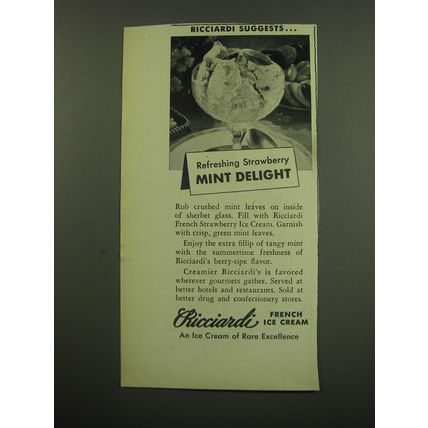 RICCIARDI SUGGESTS...
Refreshing Strawberry
MINT DELIGHT
Rub crushed mint leaves on inside
of sherbet glass. Fill with Ricciardi
French Strawberry Ice Cream. Garnish
with crisp, green mint leaves.
Enjoy the extra fillip of tangy mint
with the summertime freshness of
Ricciardi's berry-ripe flavor.
Creamier Ricciardi's is favored
wherever gourmets gather. Served at
better hotels and restaurants. Sold at
better drug and confectionery stores.
Ricciardi FRENCH
ICE CREAM
An Ice Cream of Rare Excellence